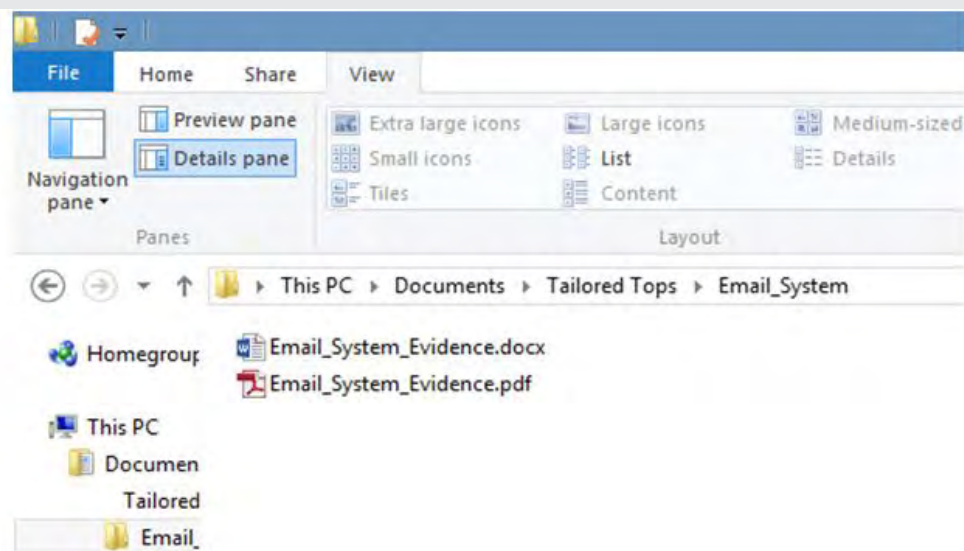 File Home Share View
Preview pane
Details pane
Navigation
pane
Panes
Extra large icons Large icons Medium-sized
Small icons List Details
Tiles Content
Layout
This PC Documents Tailored Tops Email_System
Homegroup
This PC
Documen
Tailored
Email_
Email_System_Evidence.docx
Email_System_Evidence.pdf